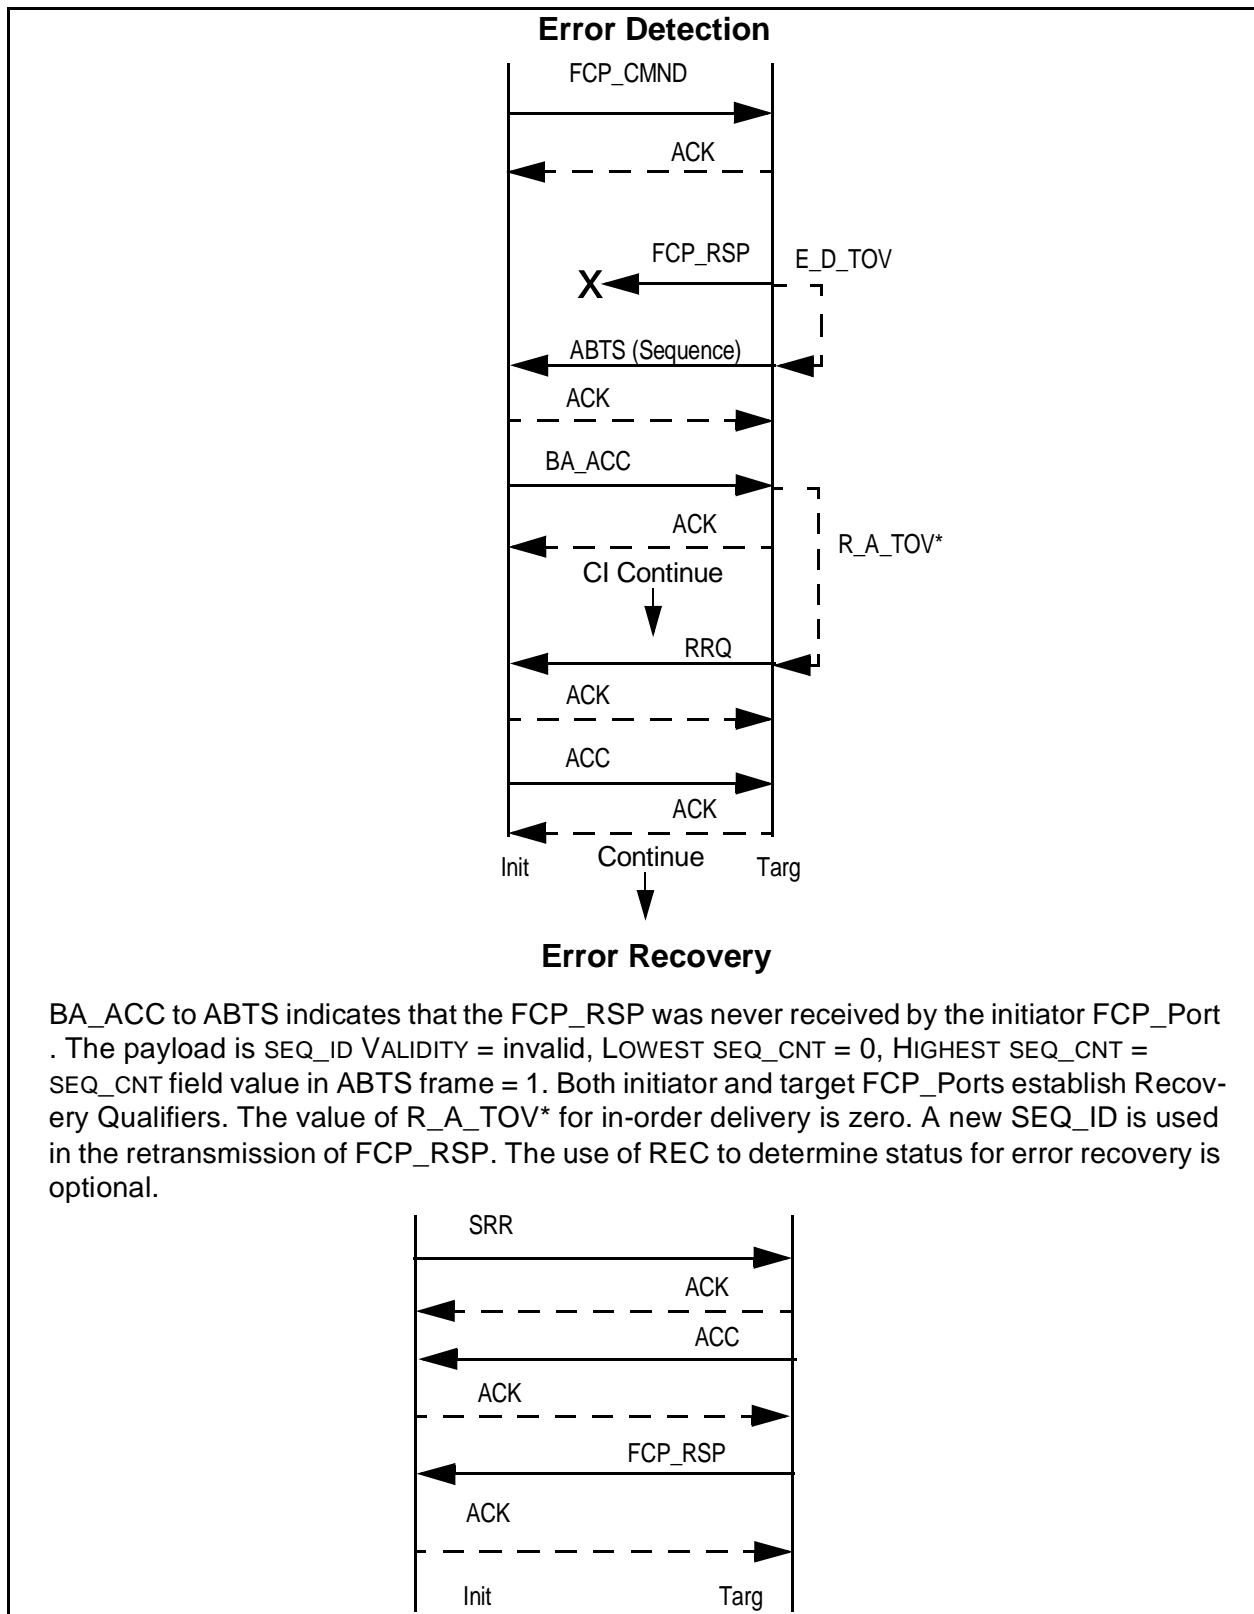 Error Detection
FCP_CMND
ACK
FCP_RSP
E_D_TOV
X
ABTS (Sequence)
ACK
BA_ACC
ACK
R_A_TOV*
CI Continue
RRQ
ACK
ACC
ACK
Init
Continue
Targ
Error Recovery
BA_ACC to ABTS indicates that the FCP_RSP was never received by the initiator FCP_Port
. The payload is SEQ_ID VALIDITY = invalid, LOWEST SEQ_CNT = 0, HIGHEST SEQ_CNT =
SEQ_CNT field value in ABTS frame = 1. Both initiator and target FCP_Ports establish Recov-
ery Qualifiers. The value of R_A_TOV* for in-order delivery is zero. A new SEQ_ID is used
in the retransmission of FCP_RSP. The use of REC to determine status for error recovery is
optional.
SRR
ACK
ACC
ACK
FCP_RSP
ACK
Init
Targ